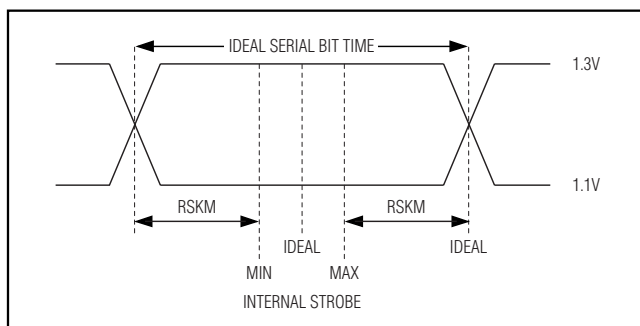 IDEAL SERIAL BIT TIME
1.3V
1.1V
RSKM
RSKM
IDEAL
IDEAL
MIN
MAX
INTERNAL STROBE